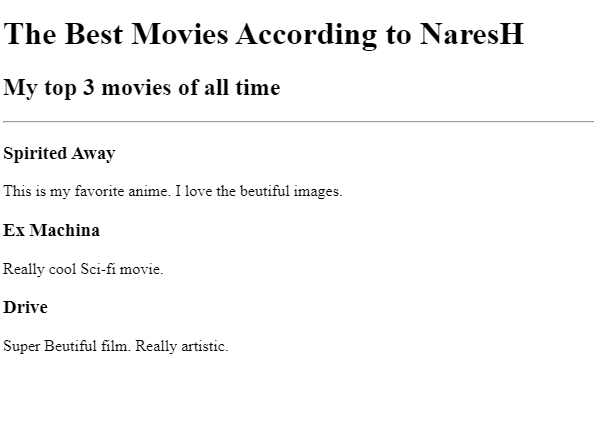 The Best Movies According to NaresH
My top 3 movies of all time
Spirited Away
This is my favorite anime. I love the beutiful images.
Ex Machina
Really cool Sci-fi movie.
Drive
Super Beutiful film. Really artistic.